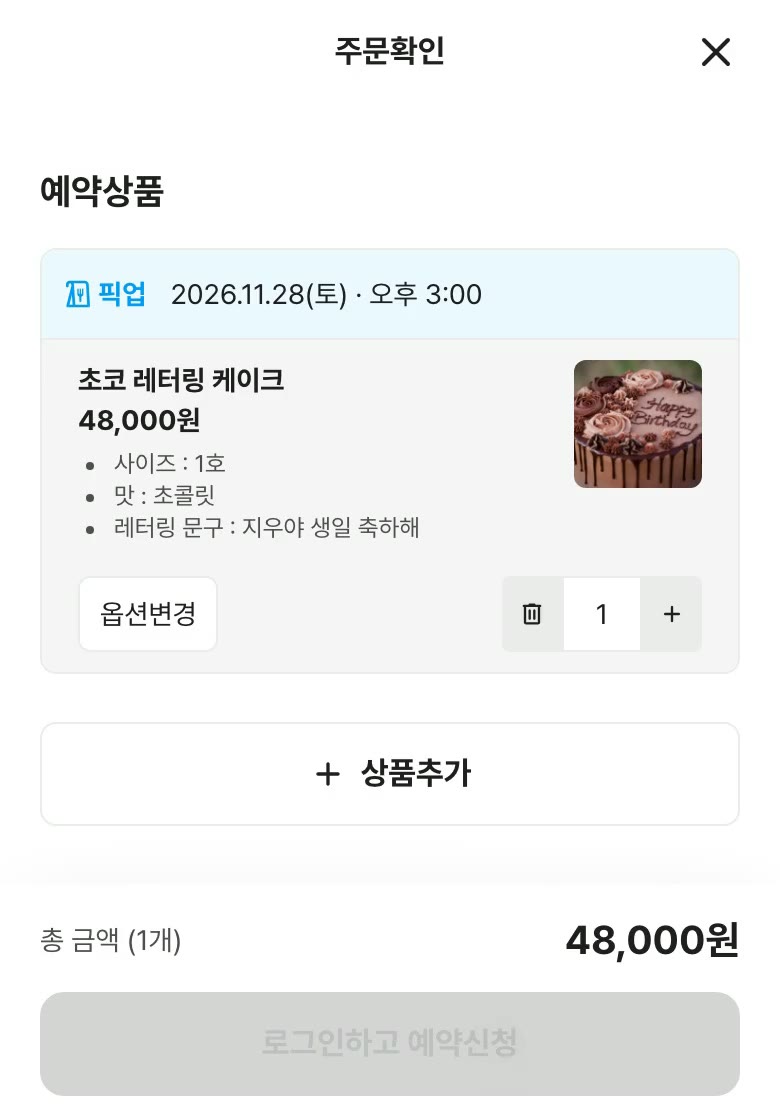 주문확인
예약상품
픽업 2026.11.28(토) · 오후 3:00
초코 레터링 케이크
48,000원
사이즈 : 1호
맛 : 초콜릿
레터링 문구 : 지우야 생일 축하해
Happy
Birthday
옵션변경
1
+
+ 상품추가
총 금액 (1개)
48,000원
로그인하고 예약신청